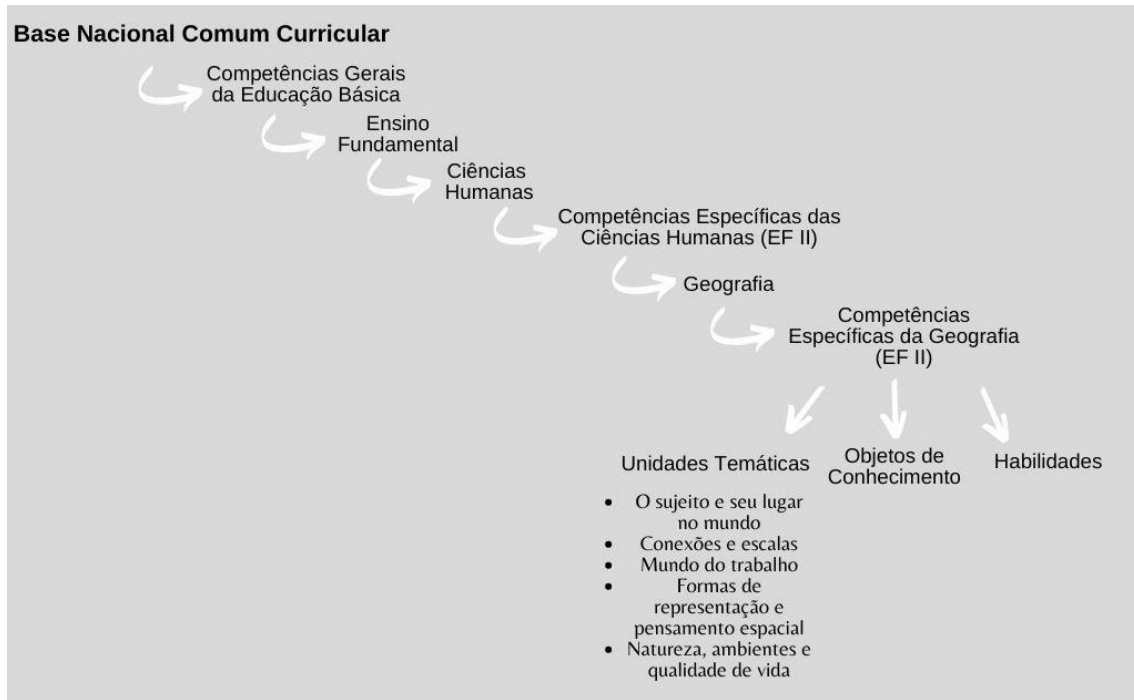 Base Nacional Comum Curricular
Competências Gerais
da Educação Básica
Ensino
Fundamental
Ciências
Humanas
Competências Específicas das
Ciências Humanas (EF II)
Geografia
Competências
Específicas da Geografia
(EF II)
Unidades Temáticas
• O sujeito e seu lugar
no mundo
• Conexões e escalas
• Mundo do trabalho
• Formas de
representação e
pensamento espacial
• Natureza, ambientes e
qualidade de vida
Objetos de
Conhecimento
Habilidades